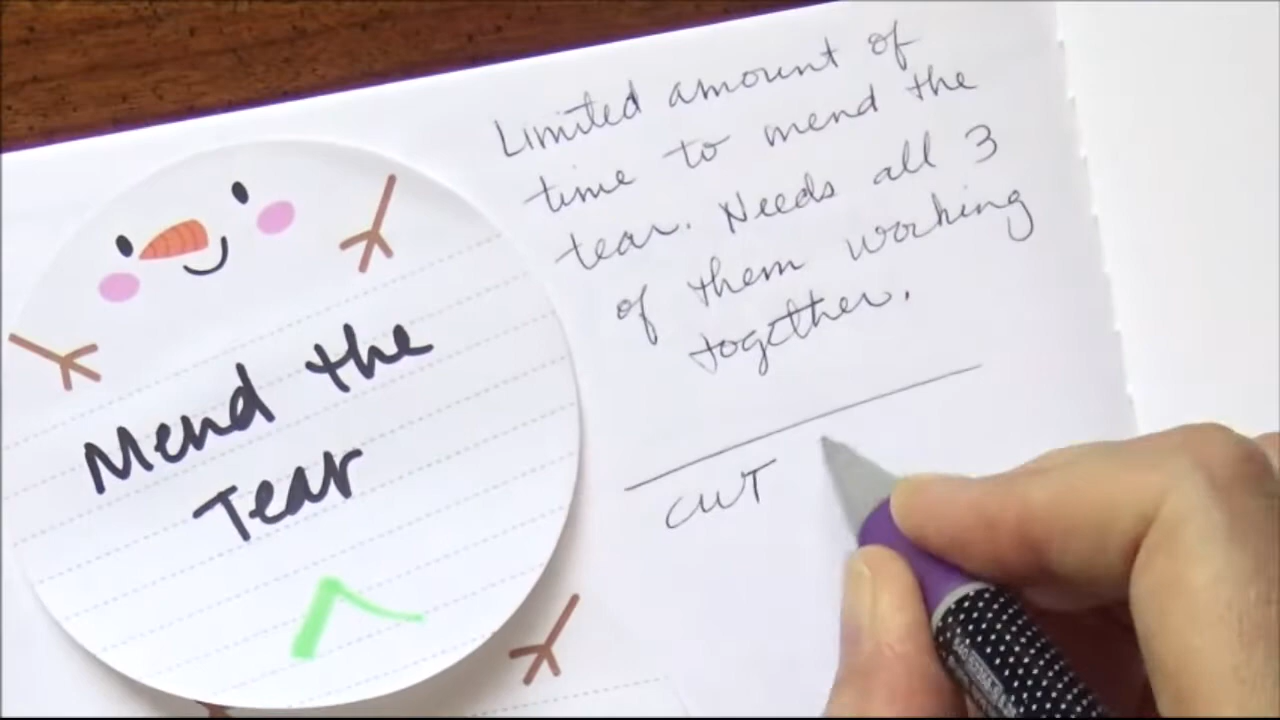 Mend the
Tear
Limited amount of
time to mend the
tear. Needs all 3
of them working
together.
CUT